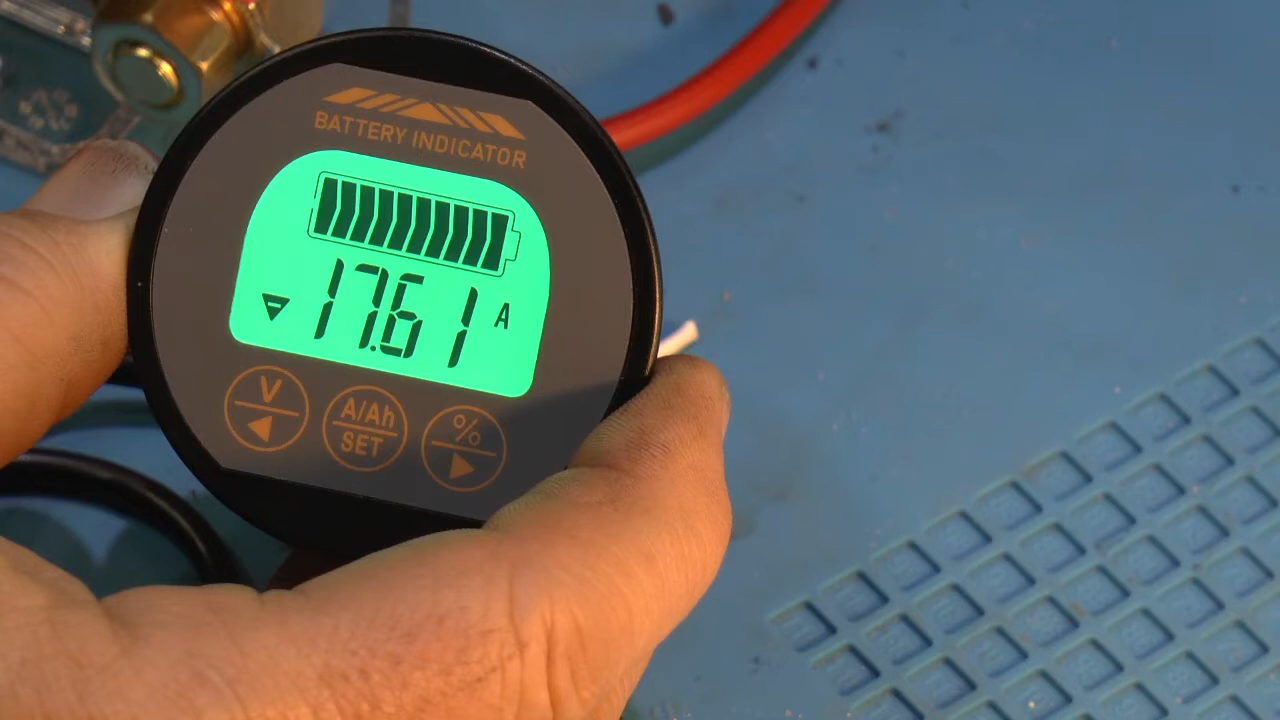 BATTERY INDICATOR
17.61 A
V A/Ah %
SET